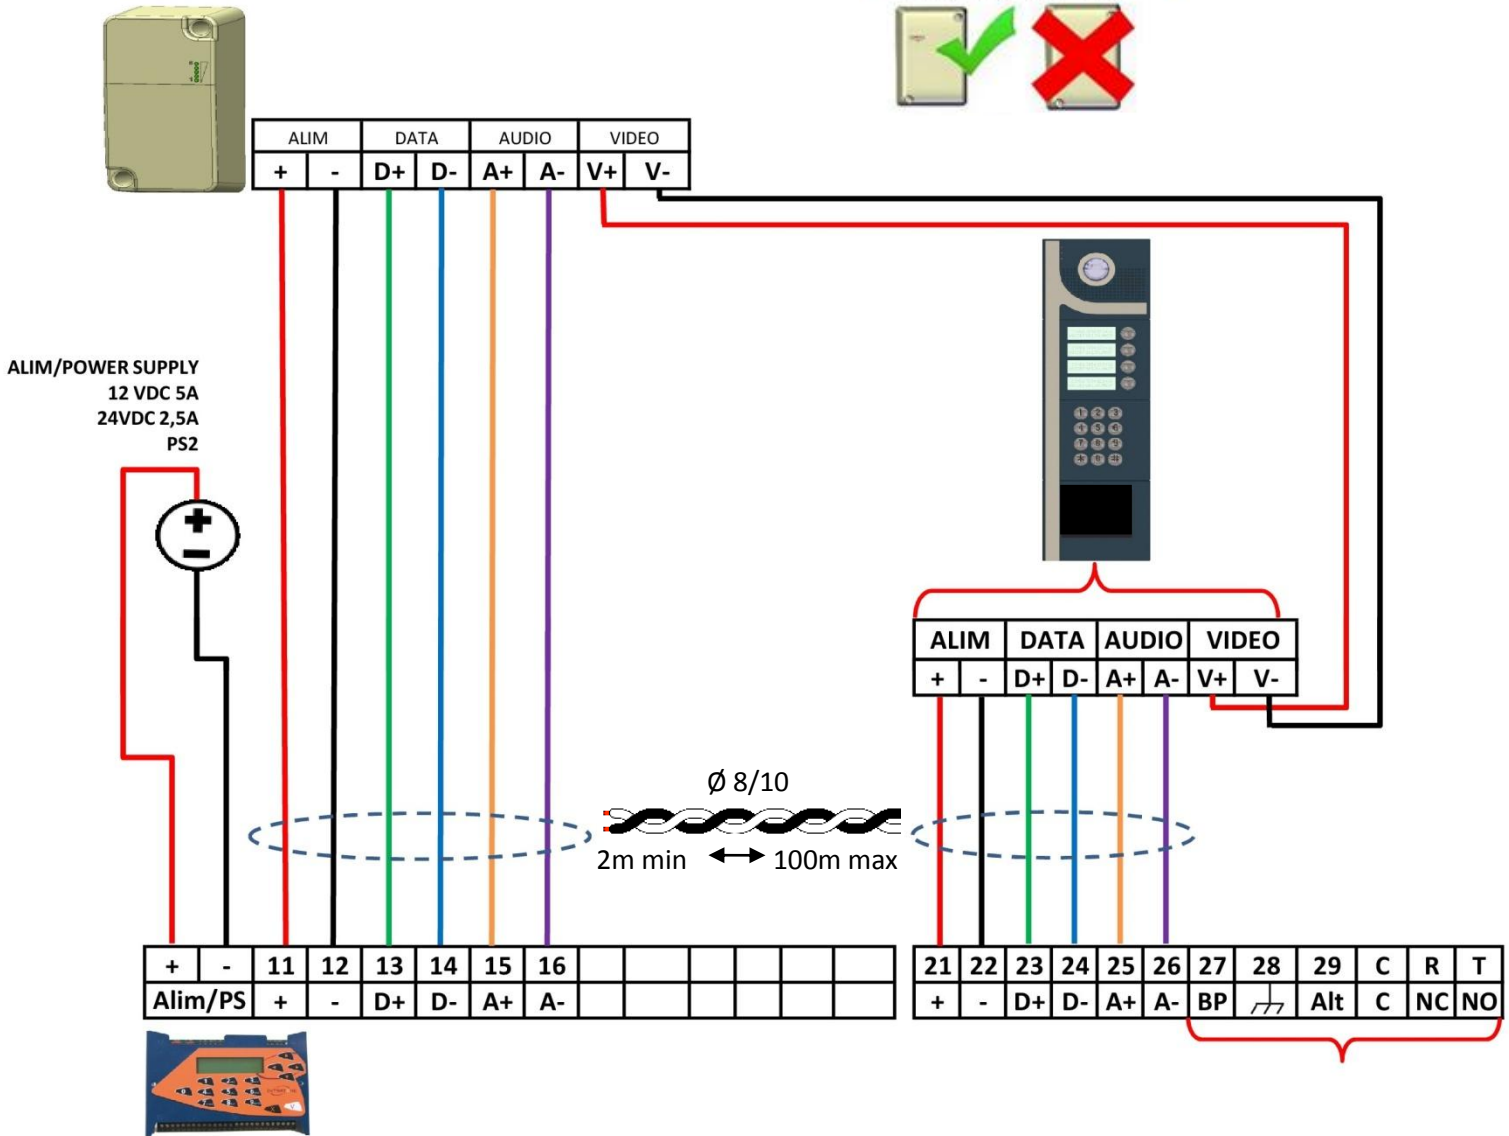 ALIM DATA AUDIO VIDEO
+ - D+ D- A+ A- V+ V-
ALIM/POWER SUPPLY
12 VDC 5A
24VDC 2,5A
PS2
+
-
ALIM DATA AUDIO VIDEO
+ - D+ D- A+ A- V+ V-
Ø 8/10
2m min 100m max
+ - 11 12 13 14 15 16
Alim/PS + - D+ D- A+ A-
21 22 23 24 25 26 27 28 29 C R T
+ - D+ D- A+ A- BP Alt C NC NO